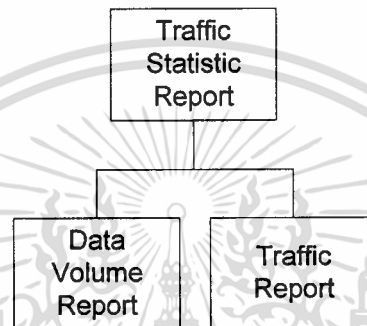 Traffic
Statistic
Report
Data
Volume
Report
Traffic
Report